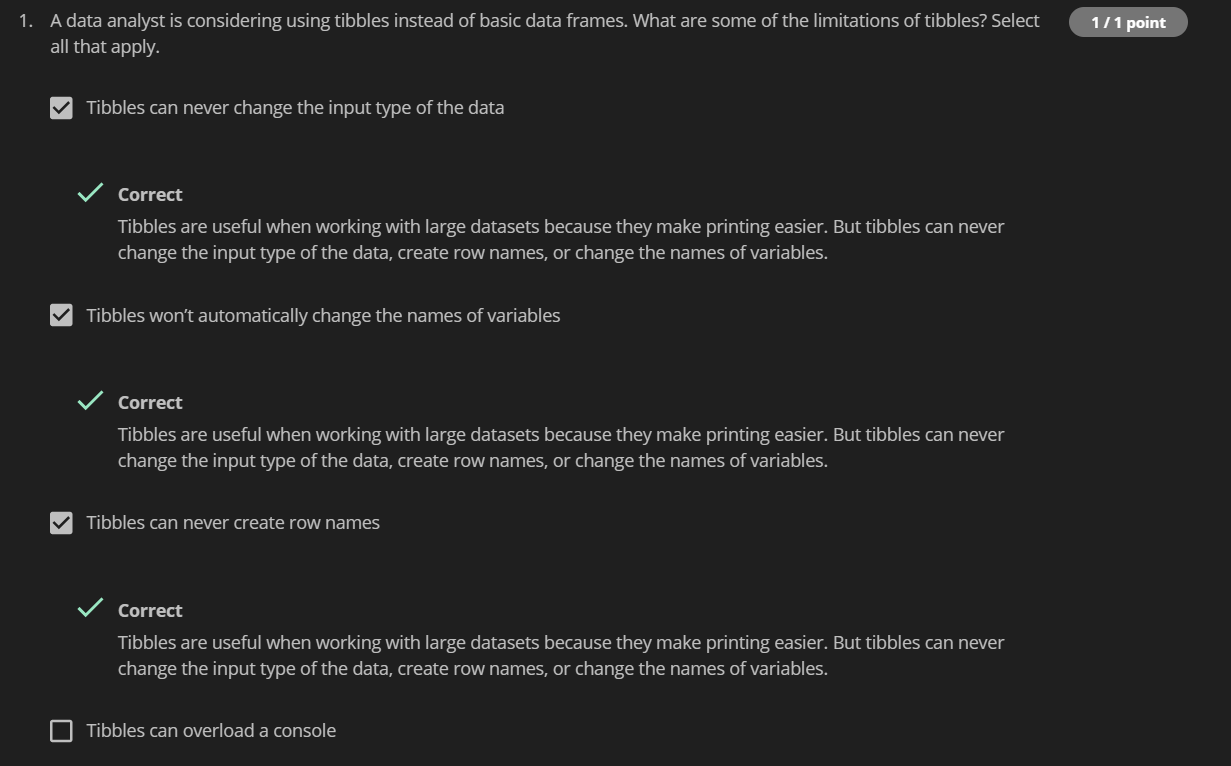 1. A data analyst is considering using tibbles instead of basic data frames. What are some of the limitations of tibbles? Select
all that apply.
1 / 1 point
Tibbles can never change the input type of the data
Correct
Tibbles are useful when working with large datasets because they make printing easier. But tibbles can never
change the input type of the data, create row names, or change the names of variables.
Tibbles won’t automatically change the names of variables
Correct
Tibbles are useful when working with large datasets because they make printing easier. But tibbles can never
change the input type of the data, create row names, or change the names of variables.
Tibbles can never create row names
Correct
Tibbles are useful when working with large datasets because they make printing easier. But tibbles can never
change the input type of the data, create row names, or change the names of variables.
Tibbles can overload a console